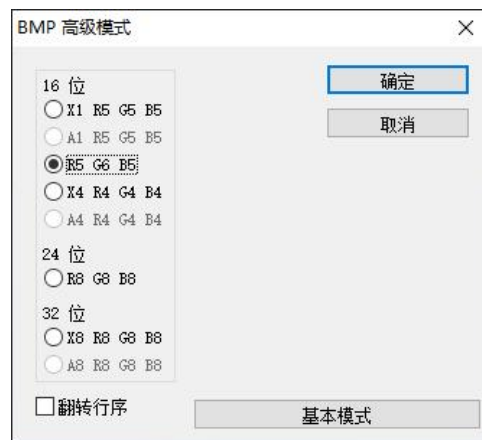 BMP 高级模式
16 位
X1 R5 G5 B5
A1 R5 G5 B5
R5 G6 B5
X4 R4 G4 B4
A4 R4 G4 B4
24 位
R8 G8 B8
32 位
X8 R8 G8 B8
A8 R8 G8 B8
翻转行序
确定
取消
基本模式